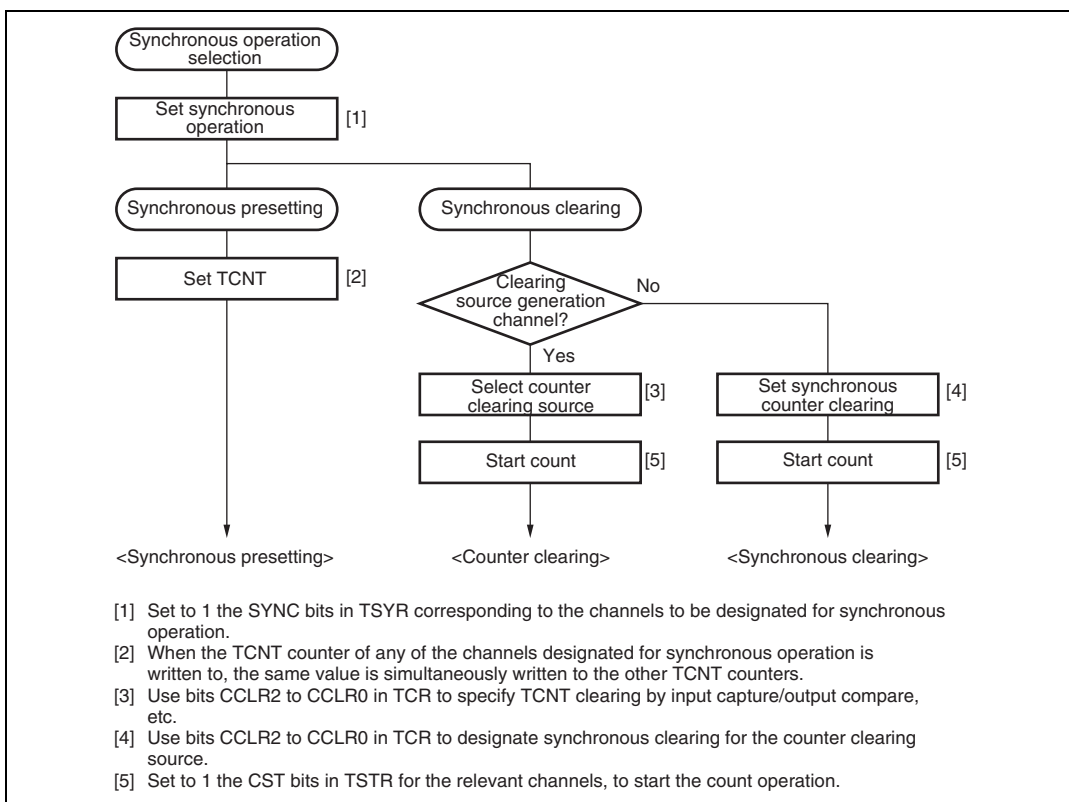 Synchronous operation
selection
Set synchronous
operation
[1]
Synchronous presetting
Synchronous clearing
Set TCNT
[2]
Clearing
source generation
channel?
No
Yes
Select counter
clearing source
[3]
Set synchronous
counter clearing
[4]
Start count
[5]
Start count
[5]
<Synchronous presetting>
<Counter clearing>
<Synchronous clearing>
[1] Set to 1 the SYNC bits in TSYR corresponding to the channels to be designated for synchronous
operation.
[2] When the TCNT counter of any of the channels designated for synchronous operation is
written to, the same value is simultaneously written to the other TCNT counters.
[3] Use bits CCLR2 to CCLR0 in TCR to specify TCNT clearing by input capture/output compare,
etc.
[4] Use bits CCLR2 to CCLR0 in TCR to designate synchronous clearing for the counter clearing
source.
[5] Set to 1 the CST bits in TSTR for the relevant channels, to start the count operation.